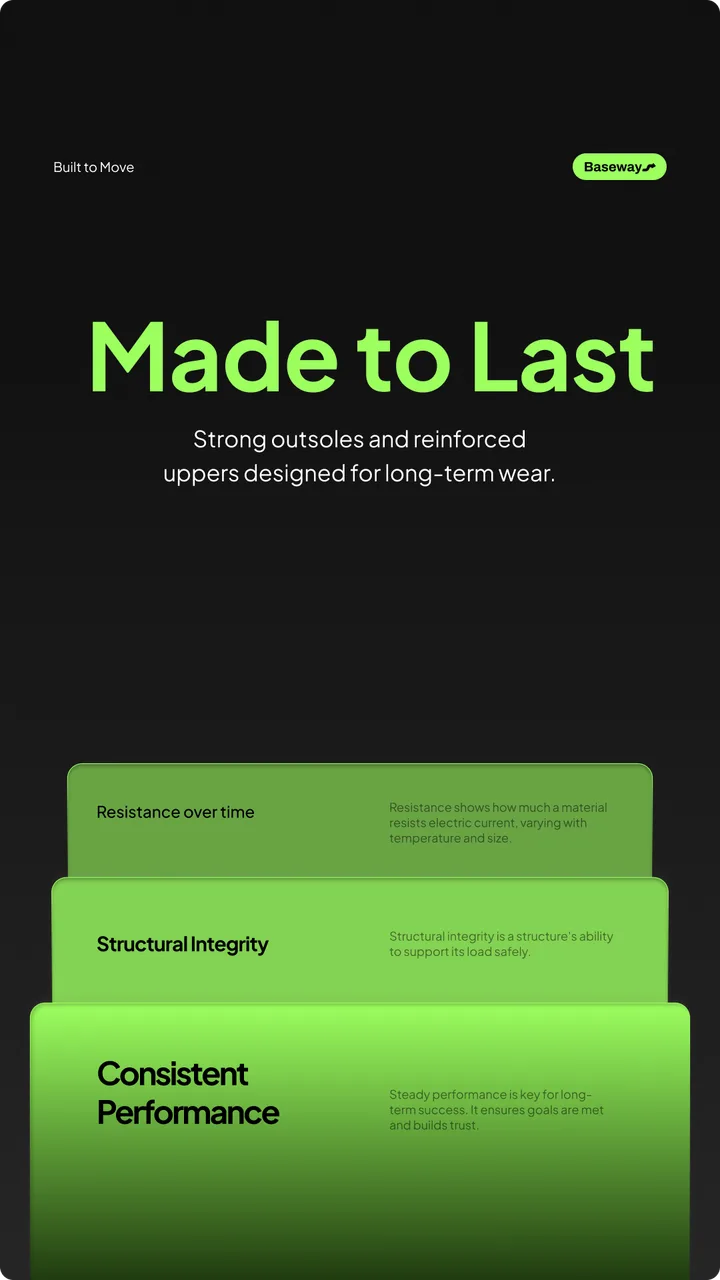 Built to Move
Baseway
Made to Last
Strong outsoles and reinforced
uppers designed for long-term wear.
Resistance over time
Resistance shows how much a material
resists electric current, varying with
temperature and size.
Structural Integrity
Structural integrity is a structure's ability
to support its load safely.
Consistent
Performance
Steady performance is key for long-
term success. It ensures goals are met
and builds trust.